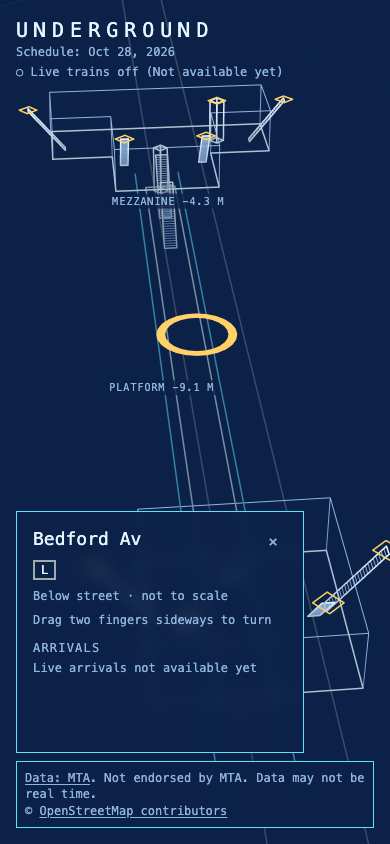 UNDERGROUND
Schedule: Oct 28, 2026
○ Live trains off (Not available yet)
MEZZANINE −4.3 M
PLATFORM −9.1 M
Bedford Av ×
L
Below street · not to scale
Drag two fingers sideways to turn
ARRIVALS
Live arrivals not available yet
Data: MTA. Not endorsed by MTA. Data may not be
real time.
© OpenStreetMap contributors